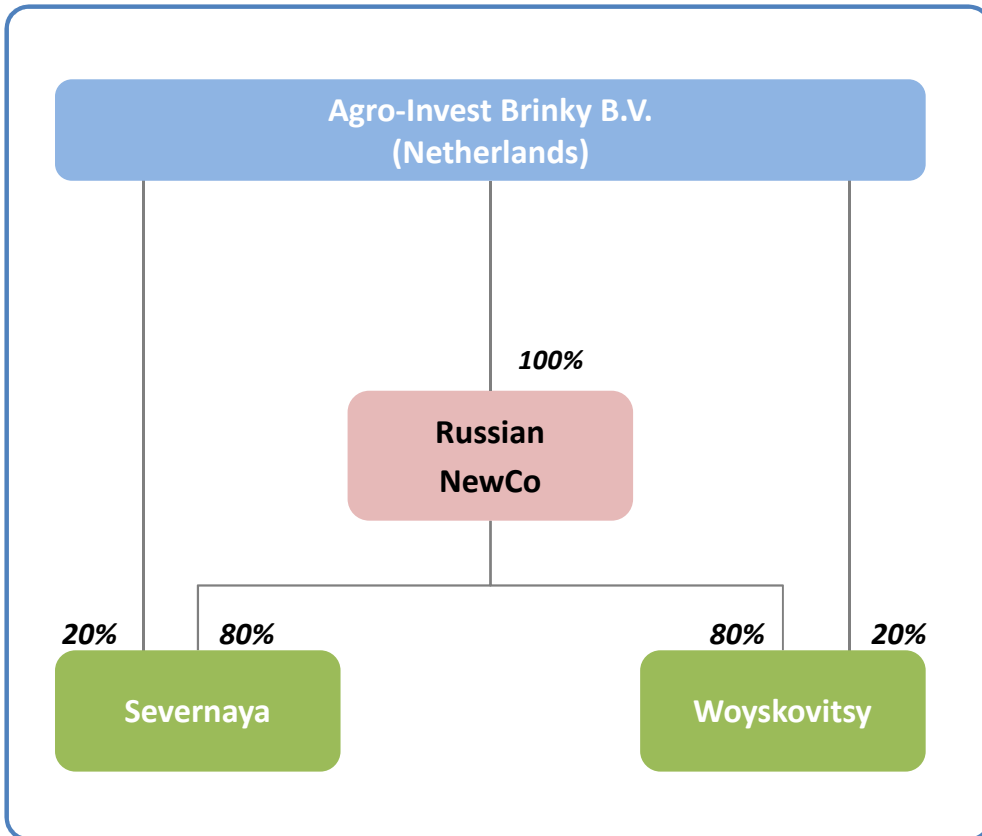 Agro-Invest Brinky B.V.
(Netherlands)
100%
Russian
NewCo
20%
80%
80%
20%
Severnaya
Woyskovitsy